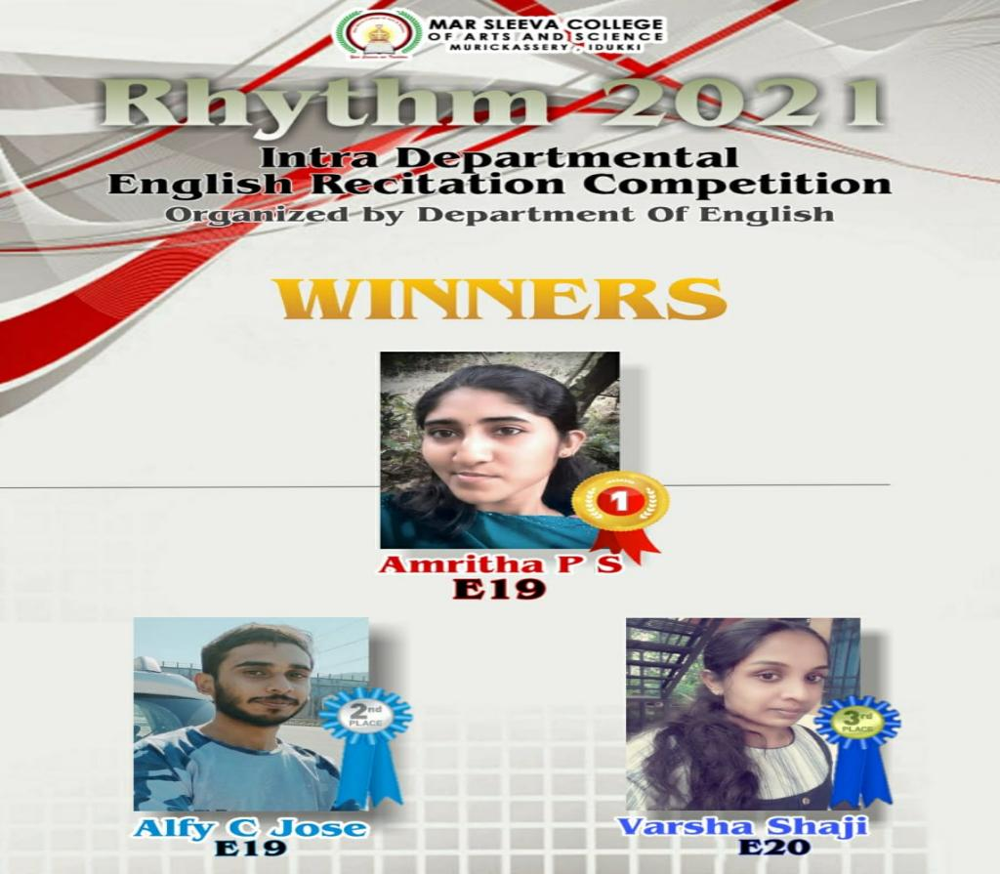 MAR SLEEVA COLLEGE
OF ARTS AND SCIENCE
MURICKASSERY, IDUKKI
Rhythm 2021
Intra Departmental
English Recitation Competition
Organized by Department Of English
WINNERS
1
Amritha P S
E19
2nd
PLACE
Alfy C Jose
E19
3rd
PLACE
Varsha Shaji
E20